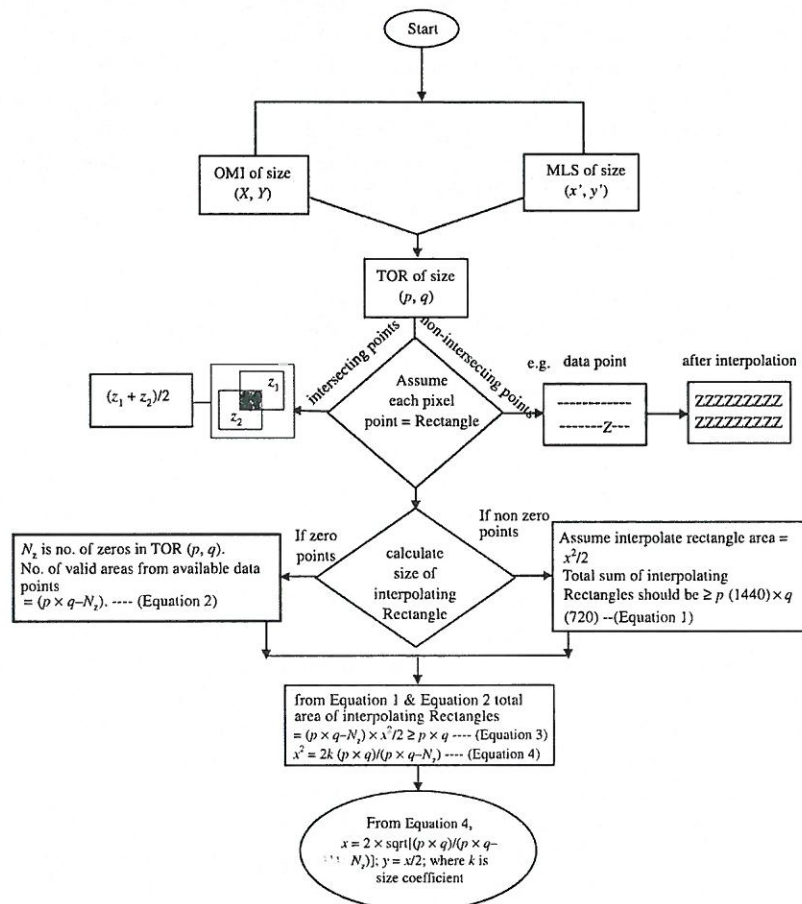 Start
OMI of size
(X, Y)
MLS of size
(x', y')
TOR of size
(p, q)
intersecting points
non-intersecting points
Assume
each pixel
point = Rectangle
(z₁ + z₂)/2
z₁
z₂
e.g. data point
------------
--------Z---
after interpolation
ZZZZZZZZZ
ZZZZZZZZZ
If zero
points
If non zero
points
calculate
size of
interpolating
Rectangle
N_z is no. of zeros in TOR (p, q).
No. of valid areas from available data
points
= (p × q–N_z). ---- (Equation 2)
Assume interpolate rectangle area =
x²/2
Total sum of interpolating
Rectangles should be ≥ p (1440) × q
(720) --(Equation 1)
from Equation 1 & Equation 2 total
area of interpolating Rectangles
= (p × q–N_z) × x²/2 ≥ p × q ---- (Equation 3)
x² = 2k (p × q)/(p × q–N_z) ---- (Equation 4)
From Equation 4,
x = 2 × sqrt[(p × q)/(p × q–
N_z)]; y = x/2; where k is
size coefficient